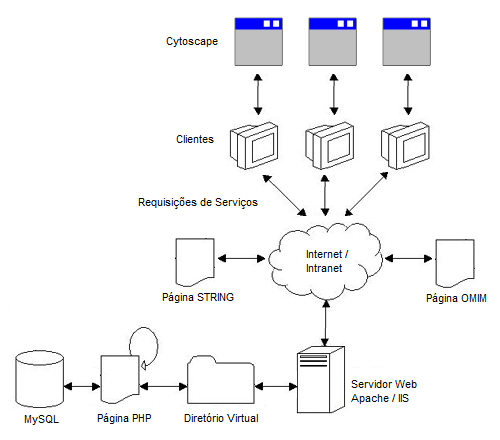 Cytoscape
Clientes
Requisições de Serviços
Internet /
Intranet
Página STRING
Página OMIM
Servidor Web
Apache / IIS
MySQL
Página PHP
Diretório Virtual